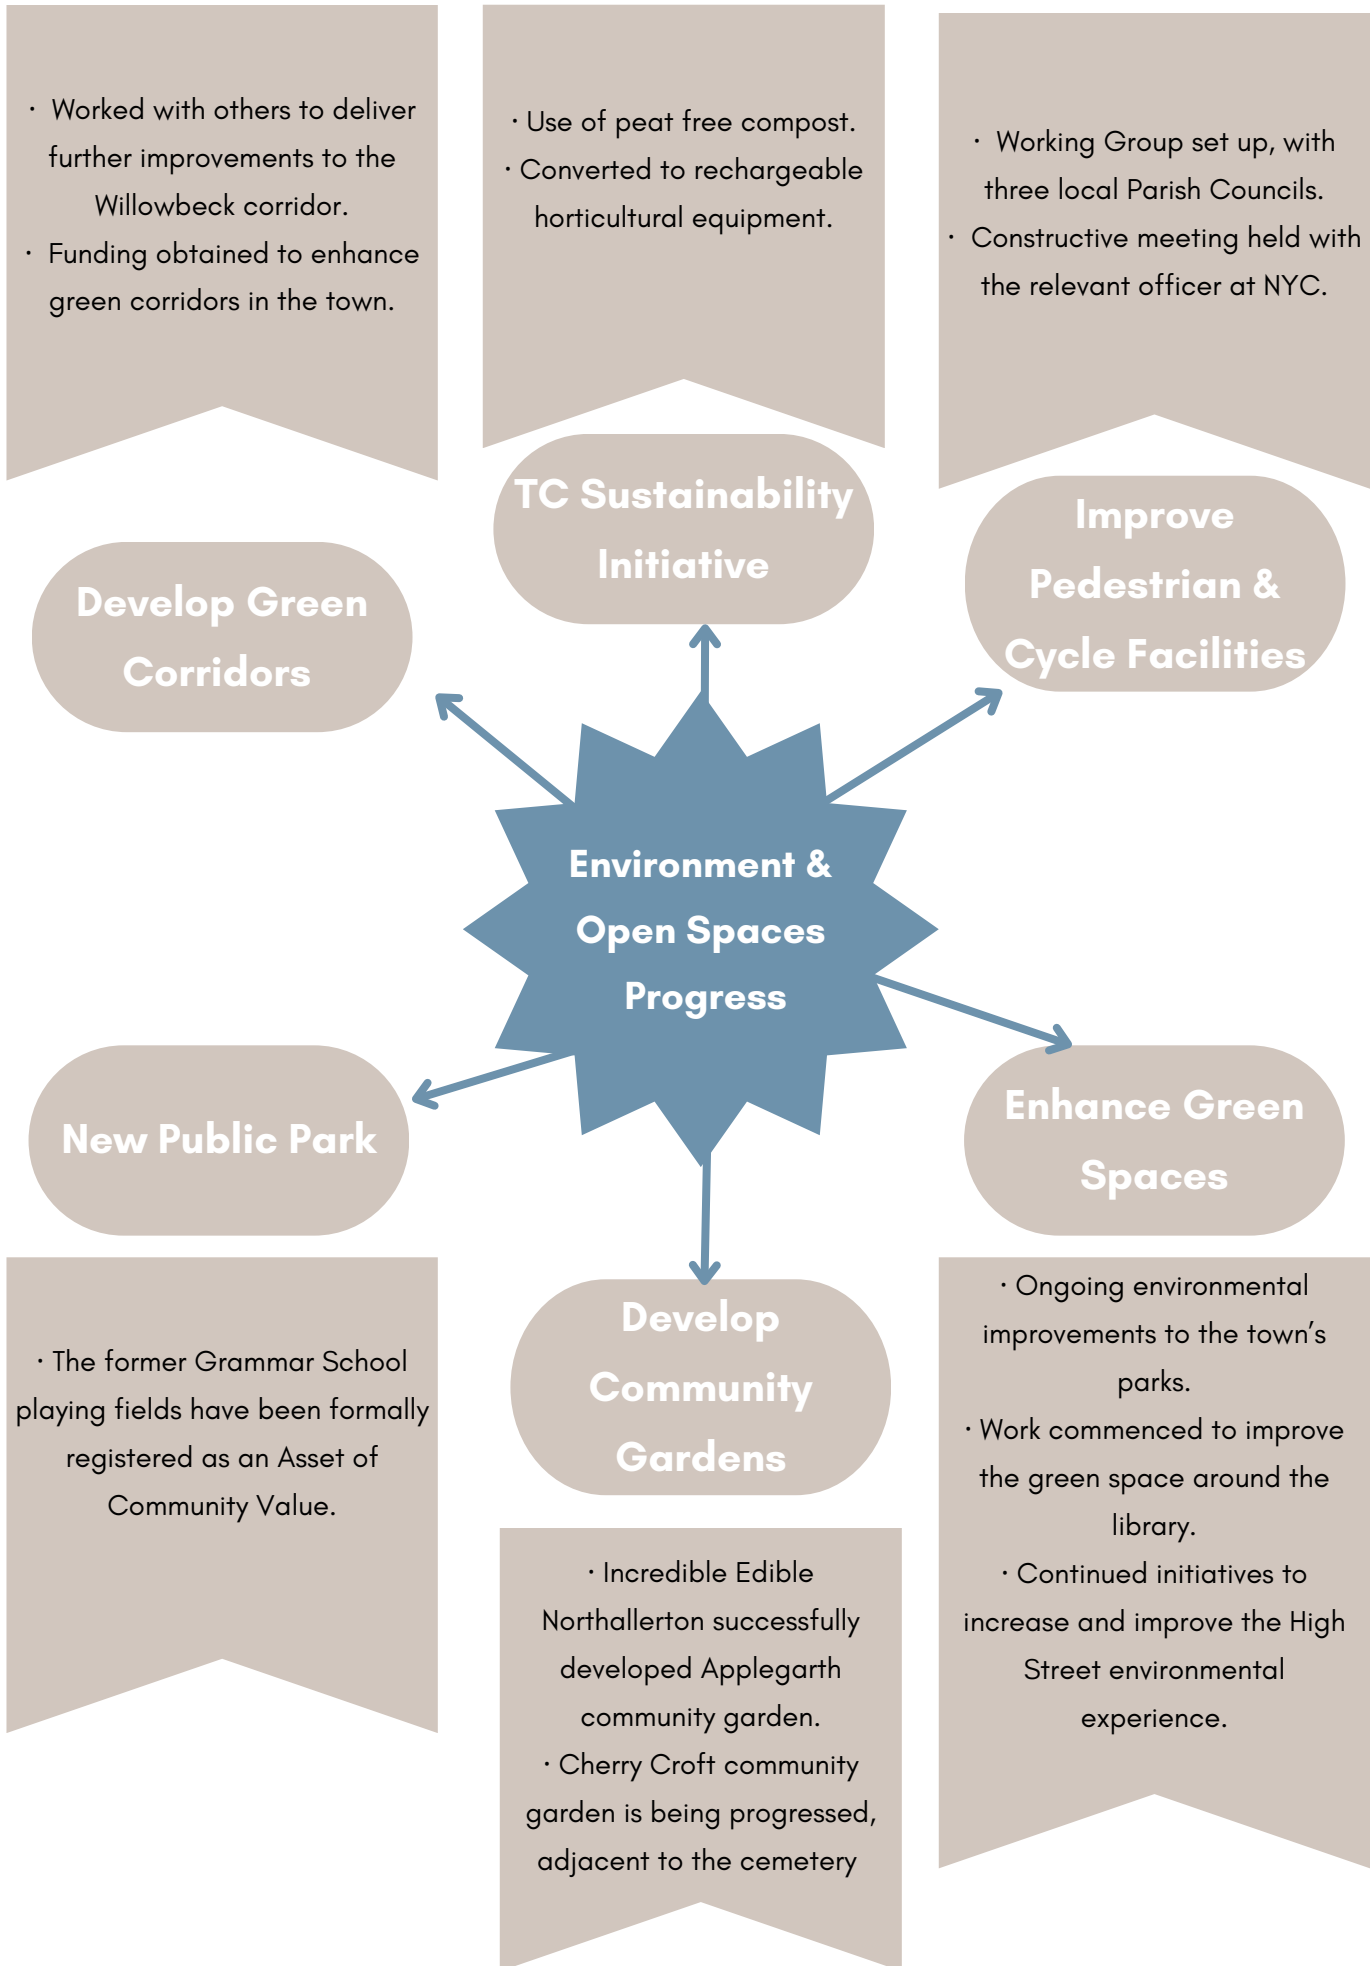 · Worked with others to deliver
further improvements to the
Willowbeck corridor.
· Funding obtained to enhance
green corridors in the town.
· Use of peat free compost.
· Converted to rechargeable
horticultural equipment.
· Working Group set up, with
three local Parish Councils.
· Constructive meeting held with
the relevant officer at NYC.
Develop Green
Corridors
TC Sustainability
Initiative
Improve
Pedestrian &
Cycle Facilities
Environment &
Open Spaces
Progress
New Public Park
Develop
Community
Gardens
Enhance Green
Spaces
· The former Grammar School
playing fields have been formally
registered as an Asset of
Community Value.
· Incredible Edible
Northallerton successfully
developed Applegarth
community garden.
· Cherry Croft community
garden is being progressed,
adjacent to the cemetery
· Ongoing environmental
improvements to the town’s
parks.
· Work commenced to improve
the green space around the
library.
· Continued initiatives to
increase and improve the High
Street environmental
experience.